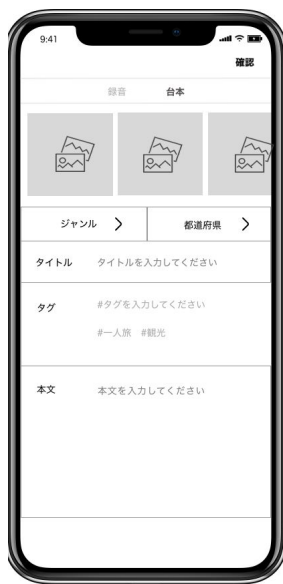 9:41
確認
録音 台本
ジャンル 都道府県
タイトル タイトルを入力してください
タグ #タグを入力してください
#一人旅 #観光
本文 本文を入力してください